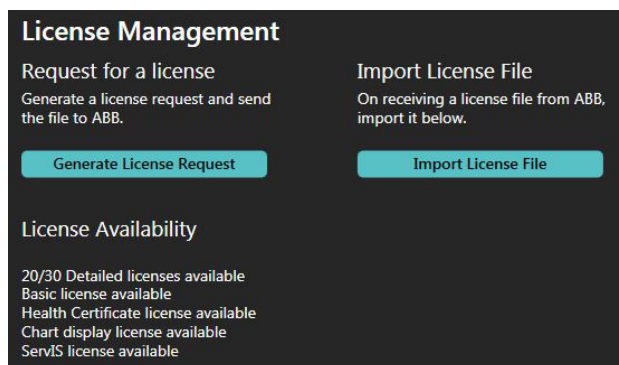 License Management
Request for a license
Generate a license request and send
the file to ABB.
Generate License Request
Import License File
On receiving a license file from ABB,
import it below.
Import License File
License Availability
20/30 Detailed licenses available
Basic license available
Health Certificate license available
Chart display license available
ServIS license available